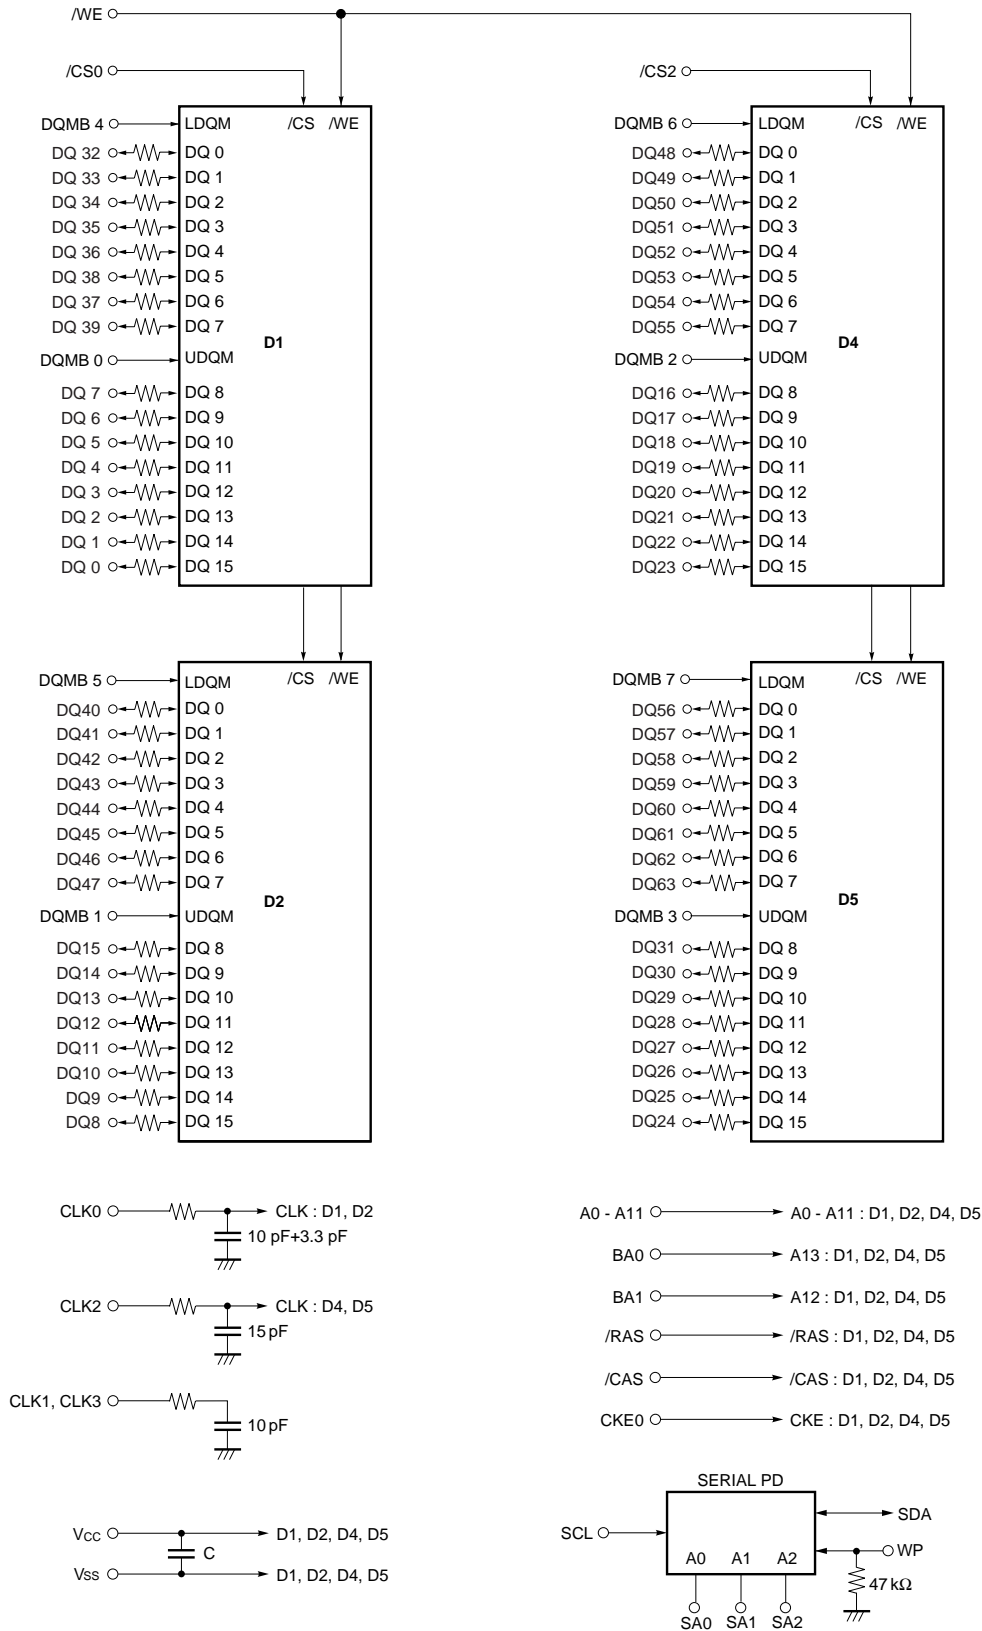 /WE
/CS0
/CS2
DQMB 4 LDQM /CS /WE
DQ 32 DQ 0
DQ 33 DQ 1
DQ 34 DQ 2
DQ 35 DQ 3
DQ 36 DQ 4
DQ 38 DQ 5
DQ 37 DQ 6
DQ 39 DQ 7
D1
DQMB 0 UDQM
DQ 7 DQ 8
DQ 6 DQ 9
DQ 5 DQ 10
DQ 4 DQ 11
DQ 3 DQ 12
DQ 2 DQ 13
DQ 1 DQ 14
DQ 0 DQ 15
DQMB 6 LDQM /CS /WE
DQ48 DQ 0
DQ49 DQ 1
DQ50 DQ 2
DQ51 DQ 3
DQ52 DQ 4
DQ53 DQ 5
DQ54 DQ 6
DQ55 DQ 7
D4
DQMB 2 UDQM
DQ16 DQ 8
DQ17 DQ 9
DQ18 DQ 10
DQ19 DQ 11
DQ20 DQ 12
DQ21 DQ 13
DQ22 DQ 14
DQ23 DQ 15
DQMB 5 LDQM /CS /WE
DQ40 DQ 0
DQ41 DQ 1
DQ42 DQ 2
DQ43 DQ 3
DQ44 DQ 4
DQ45 DQ 5
DQ46 DQ 6
DQ47 DQ 7
D2
DQMB 1 UDQM
DQ15 DQ 8
DQ14 DQ 9
DQ13 DQ 10
DQ12 DQ 11
DQ11 DQ 12
DQ10 DQ 13
DQ9 DQ 14
DQ8 DQ 15
DQMB 7 LDQM /CS /WE
DQ56 DQ 0
DQ57 DQ 1
DQ58 DQ 2
DQ59 DQ 3
DQ60 DQ 4
DQ61 DQ 5
DQ62 DQ 6
DQ63 DQ 7
D5
DQMB 3 UDQM
DQ31 DQ 8
DQ30 DQ 9
DQ29 DQ 10
DQ28 DQ 11
DQ27 DQ 12
DQ26 DQ 13
DQ25 DQ 14
DQ24 DQ 15
CLK0 CLK : D1, D2
10 pF+3.3 pF
CLK2 CLK : D4, D5
15 pF
CLK1, CLK3
10 pF
Vcc D1, D2, D4, D5
C
Vss D1, D2, D4, D5
A0 - A11 A0 - A11 : D1, D2, D4, D5
BA0 A13 : D1, D2, D4, D5
BA1 A12 : D1, D2, D4, D5
/RAS /RAS : D1, D2, D4, D5
/CAS /CAS : D1, D2, D4, D5
CKE0 CKE : D1, D2, D4, D5
SERIAL PD
SDA
SCL
WP
A0 A1 A2
47 kΩ
SA0 SA1 SA2